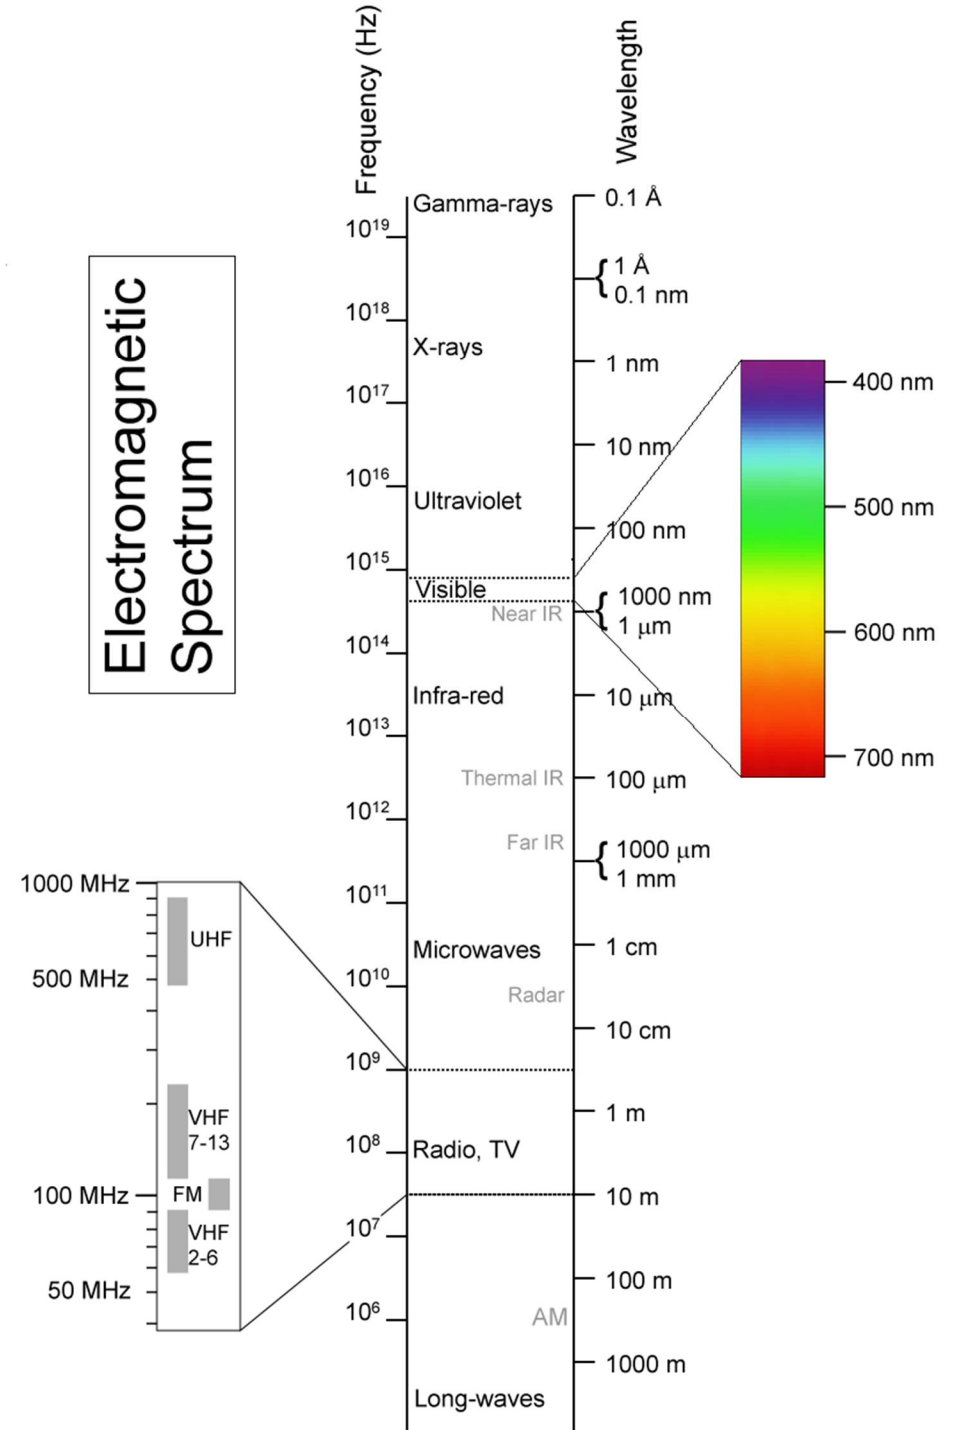 Frequency (Hz)
Wavelength
Electromagnetic
Spectrum
Gamma-rays
0.1 Å
10¹⁹
1 Å
0.1 nm
10¹⁸
X-rays
1 nm
10¹⁷
10 nm
10¹⁶
Ultraviolet
100 nm
10¹⁵
Visible
Near IR
1000 nm
1 μm
10¹⁴
Infra-red
10 μm
10¹³
Thermal IR
100 μm
10¹²
Far IR
1000 μm
1 mm
10¹¹
Microwaves
1 cm
10¹⁰
Radar
10 cm
10⁹
1 m
10⁸
Radio, TV
10 m
10⁷
100 m
10⁶
AM
1000 m
Long-waves
400 nm
500 nm
600 nm
700 nm
1000 MHz
UHF
500 MHz
VHF
7-13
100 MHz
FM
VHF
2-6
50 MHz